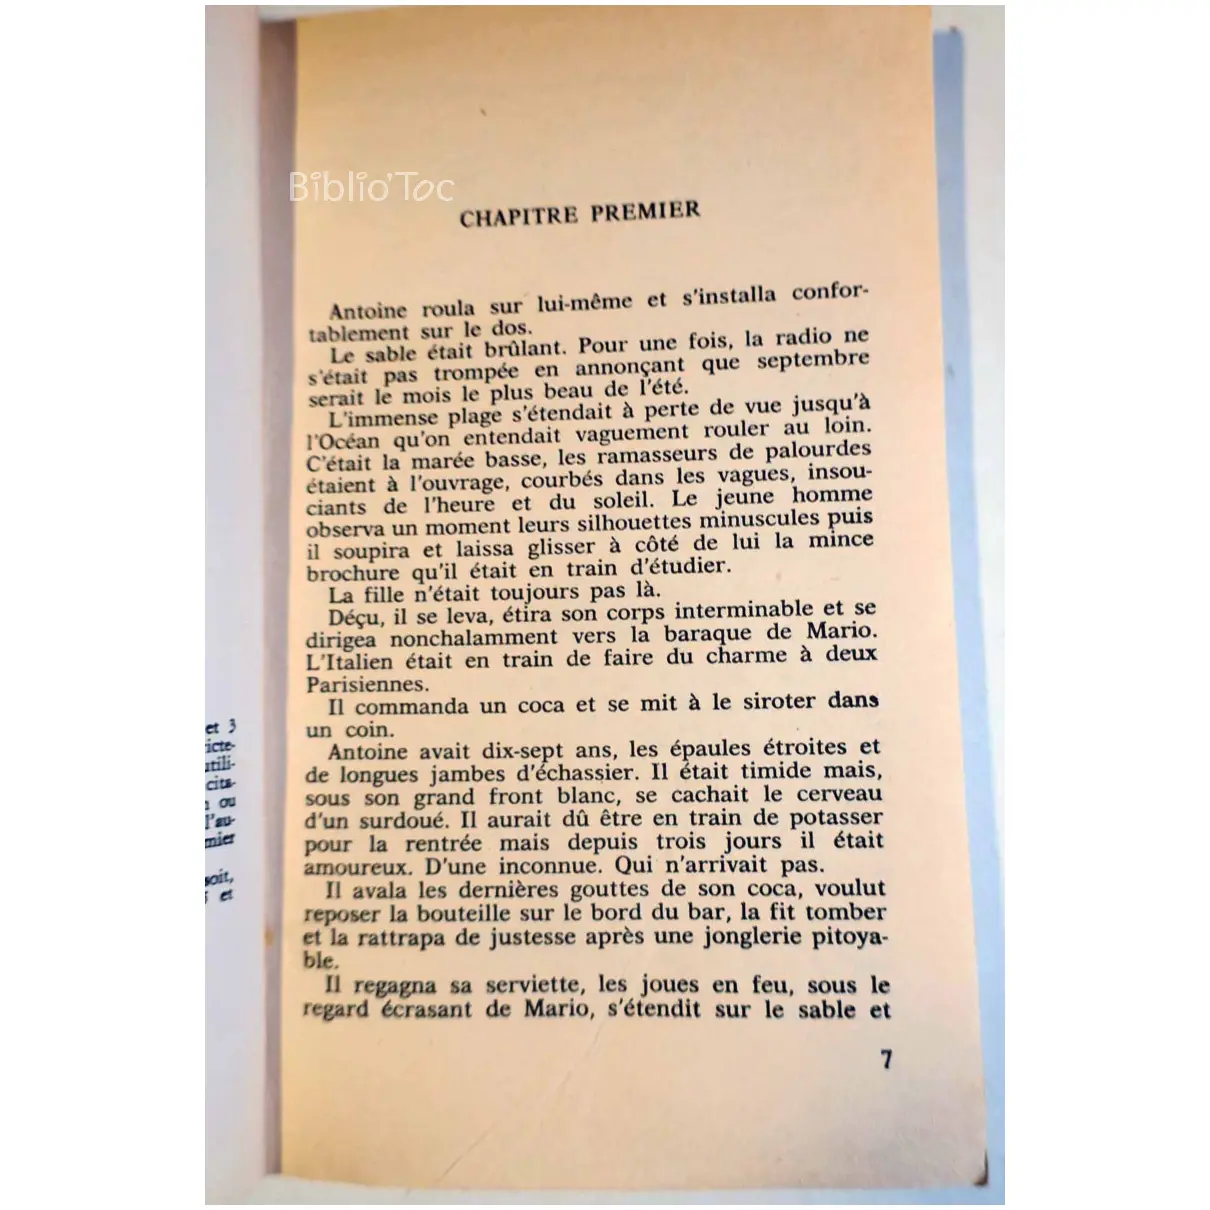 Biblio'Toc
CHAPITRE PREMIER
Antoine roula sur lui-même et s'installa confor-
tablement sur le dos.
Le sable était brûlant. Pour une fois, la radio ne
s'était pas trompée en annonçant que septembre
serait le mois le plus beau de l'été.
L'immense plage s'étendait à perte de vue jusqu'à
l'Océan qu'on entendait vaguement rouler au loin.
C'était la marée basse, les ramasseurs de palourdes
étaient à l'ouvrage, courbés dans les vagues, insou-
ciants de l'heure et du soleil. Le jeune homme
observa un moment leurs silhouettes minuscules puis
il soupira et laissa glisser à côté de lui la mince
brochure qu'il était en train d'étudier.
La fille n'était toujours pas là.
Déçu, il se leva, étira son corps interminable et se
dirigea nonchalamment vers la baraque de Mario.
L'Italien était en train de faire du charme à deux
Parisiennes.
Il commanda un coca et se mit à le siroter dans
un coin.
Antoine avait dix-sept ans, les épaules étroites et
de longues jambes d'échassier. Il était timide mais,
sous son grand front blanc, se cachait le cerveau
d'un surdoué. Il aurait dû être en train de potasser
pour la rentrée mais depuis trois jours il était
amoureux. D'une inconnue. Qui n'arrivait pas.
Il avala les dernières gouttes de son coca, voulut
reposer la bouteille sur le bord du bar, la fit tomber
et la rattrapa de justesse après une jonglerie pitoya-
ble.
Il regagna sa serviette, les joues en feu, sous le
regard écrasant de Mario, s'étendit sur le sable et
7
et 3
icte-
utili-
cita-
ou
l'au-
mier
soit,
et